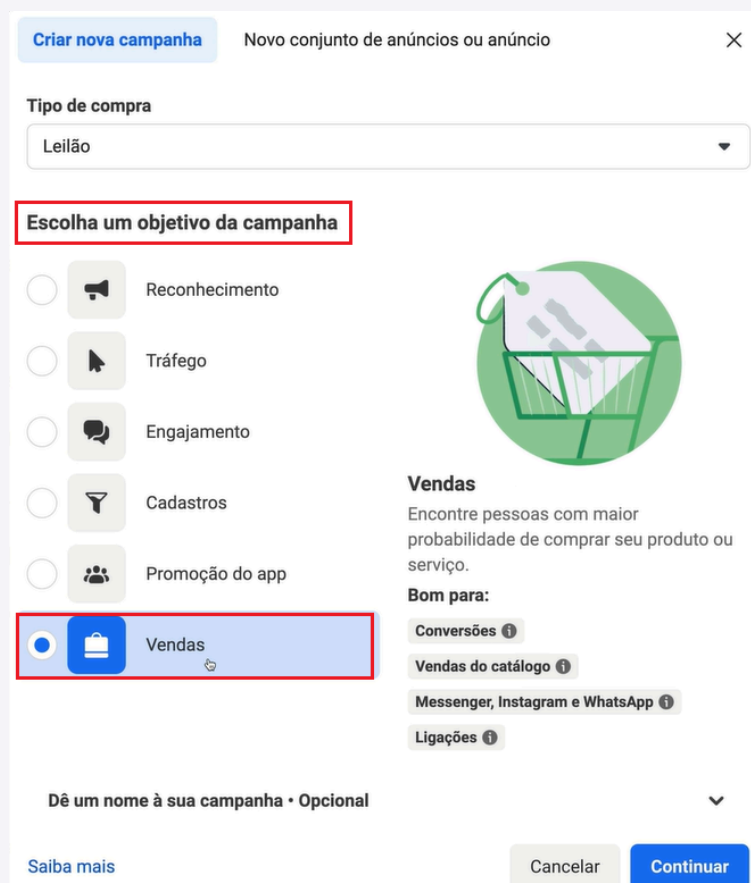 Criar nova campanha
Novo conjunto de anúncios ou anúncio
Tipo de compra
Leilão
Escolha um objetivo da campanha
Reconhecimento
Tráfego
Engajamento
Cadastros
Promoção do app
Vendas
Vendas
Encontre pessoas com maior
probabilidade de comprar seu produto ou
serviço.
Bom para:
Conversões
Vendas do catálogo
Messenger, Instagram e WhatsApp
Ligações
Dê um nome à sua campanha • Opcional
Saiba mais
Cancelar
Continuar